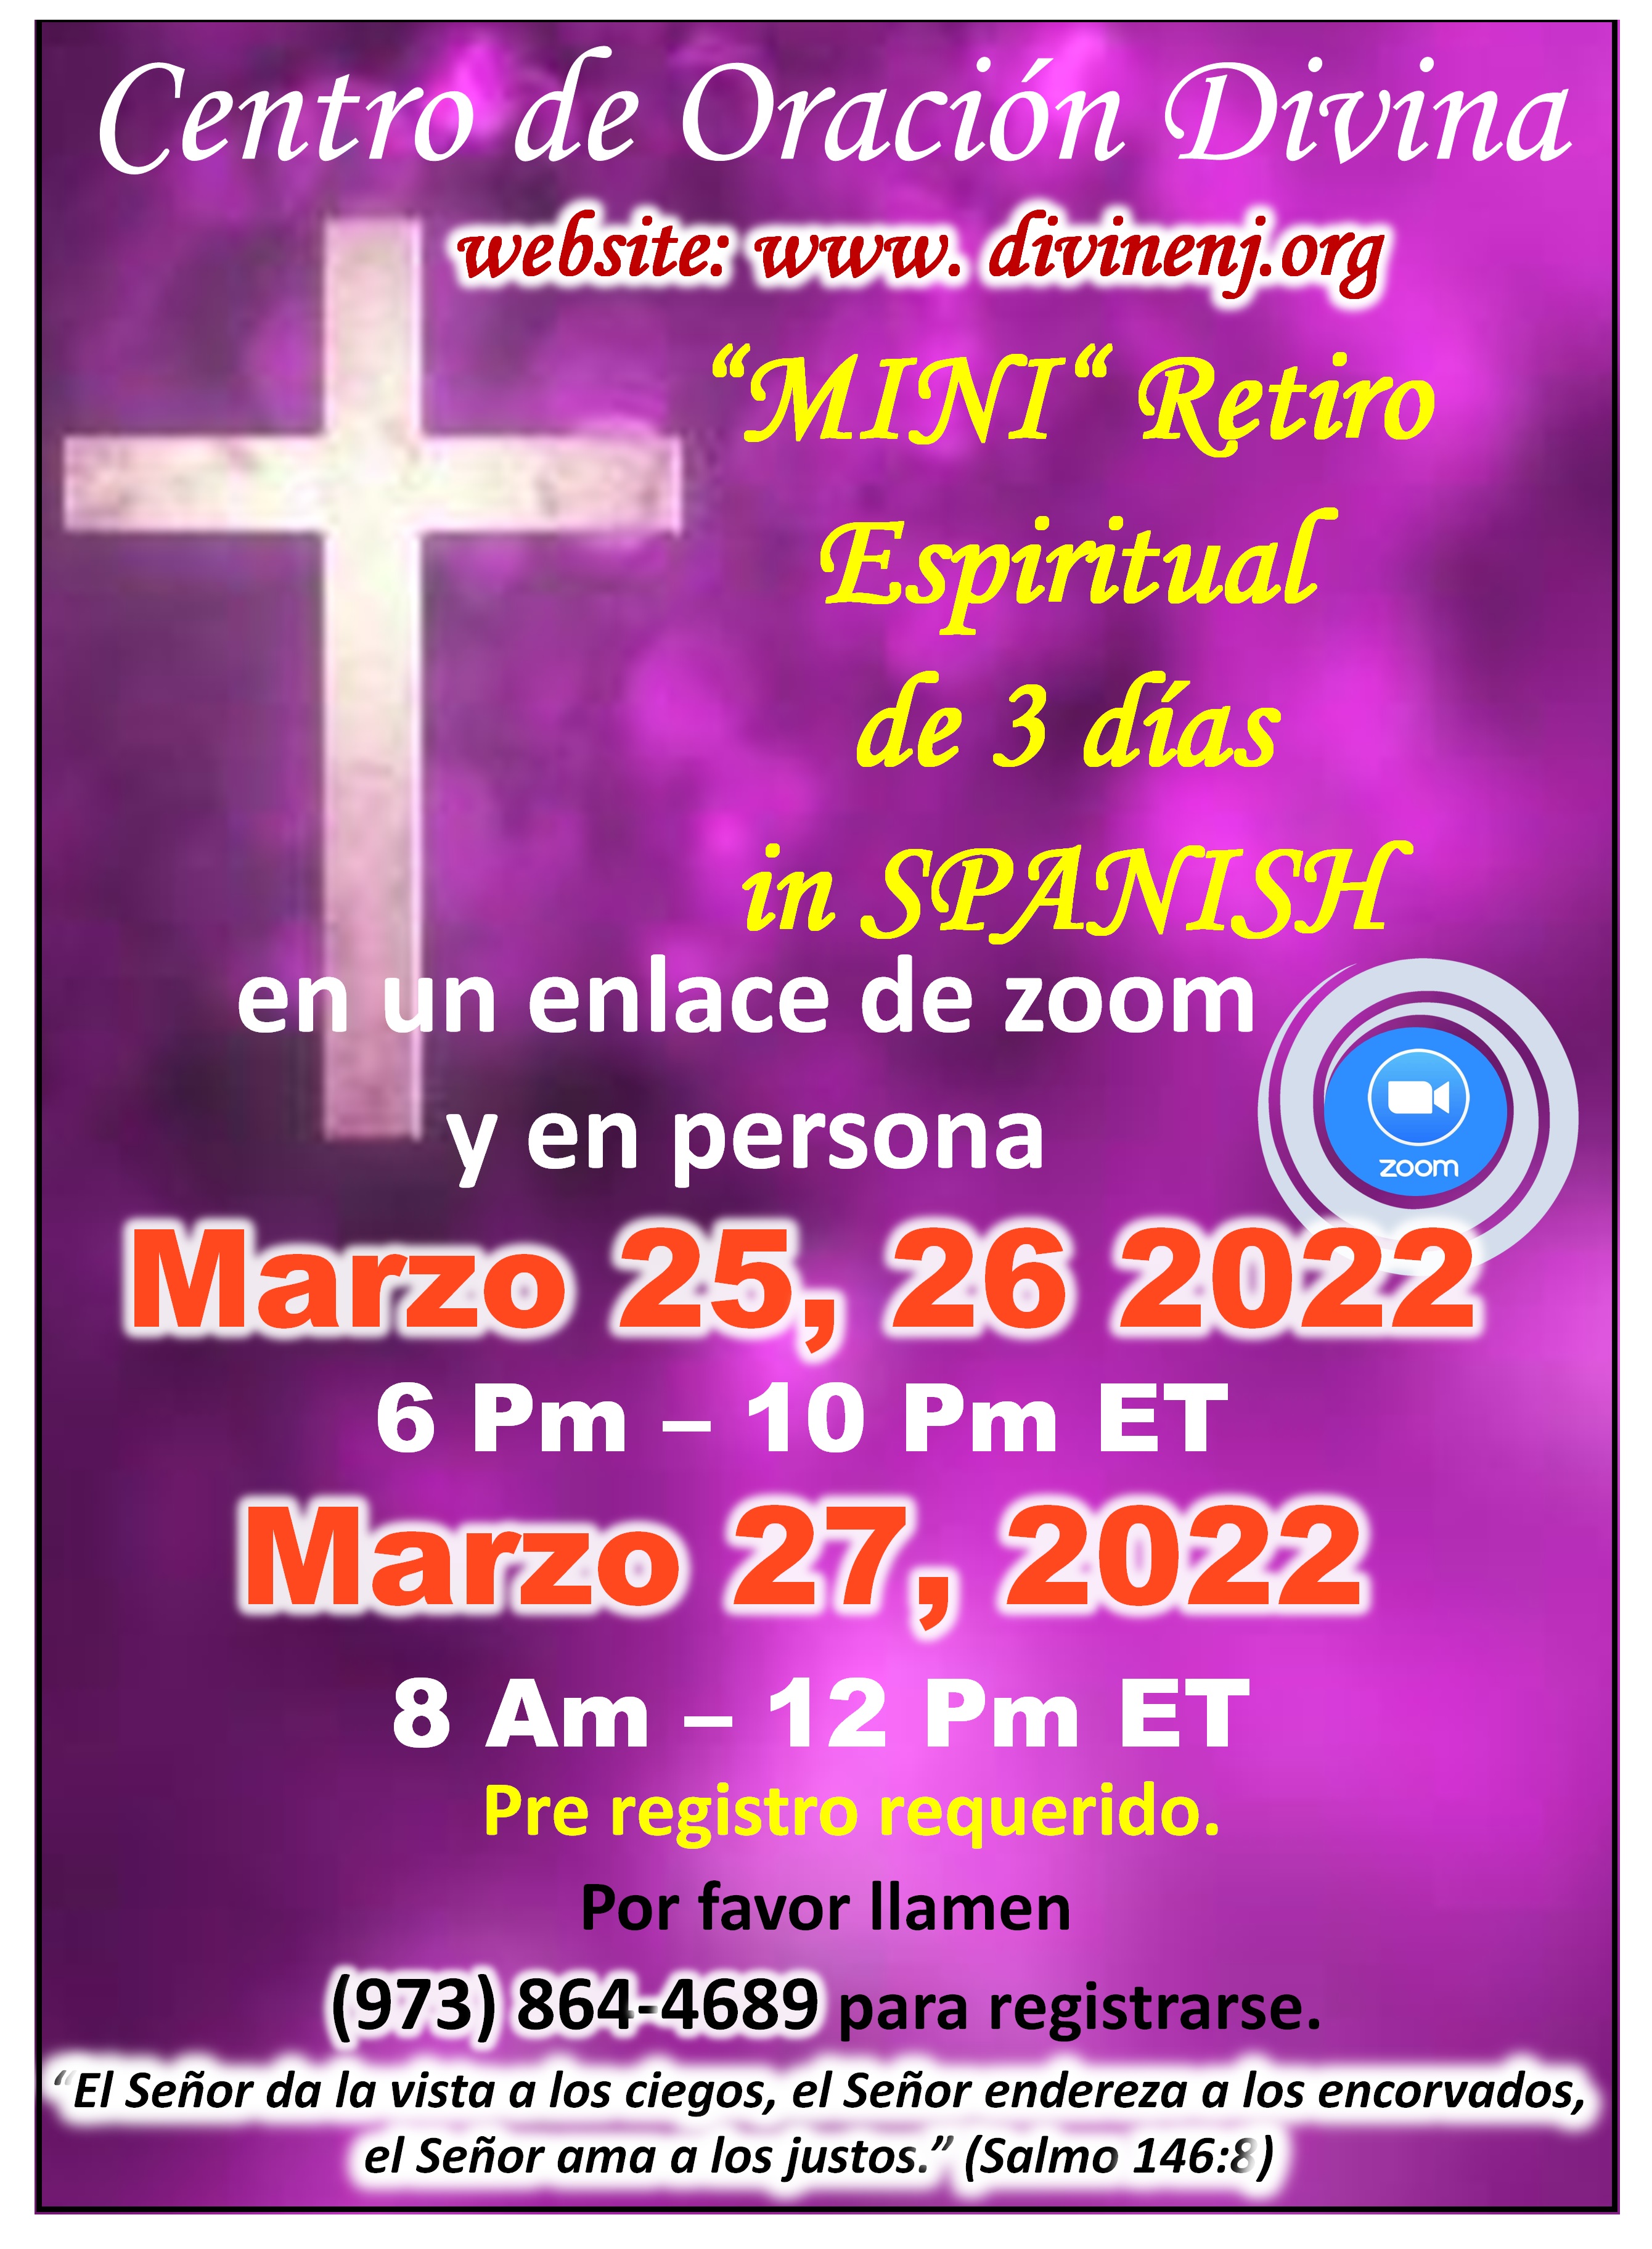 Centro de Oración Divina
website: www. divinenj.org
“MINI“ Retiro
Espiritual
de 3 días
in SPANISH
en un enlace de zoom
y en persona
zoom
Marzo 25, 26 2022
6 Pm – 10 Pm ET
Marzo 27, 2022
8 Am – 12 Pm ET
Pre registro requerido.
Por favor llamen
(973) 864-4689 para registrarse.
“El Señor da la vista a los ciegos, el Señor endereza a los encorvados,
el Señor ama a los justos.” (Salmo 146:8)